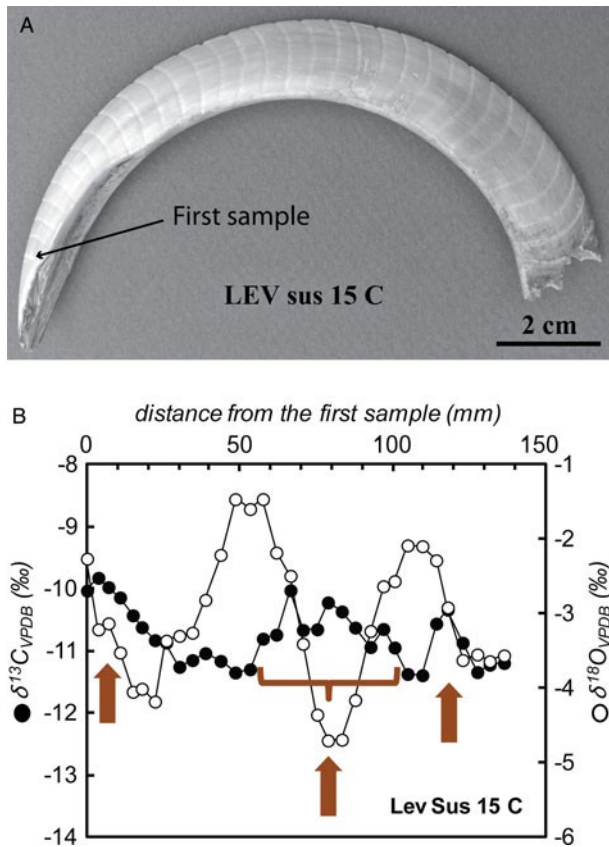 A
First sample
LEV sus 15 C
2 cm
B
distance from the first sample (mm)
0 50 100 150
-8
-9
-10
-11
-12
-13
-14
δ13CVPDB (‰)
-1
-2
-3
-4
-5
-6
δ18OVPDB (‰)
Lev Sus 15 C